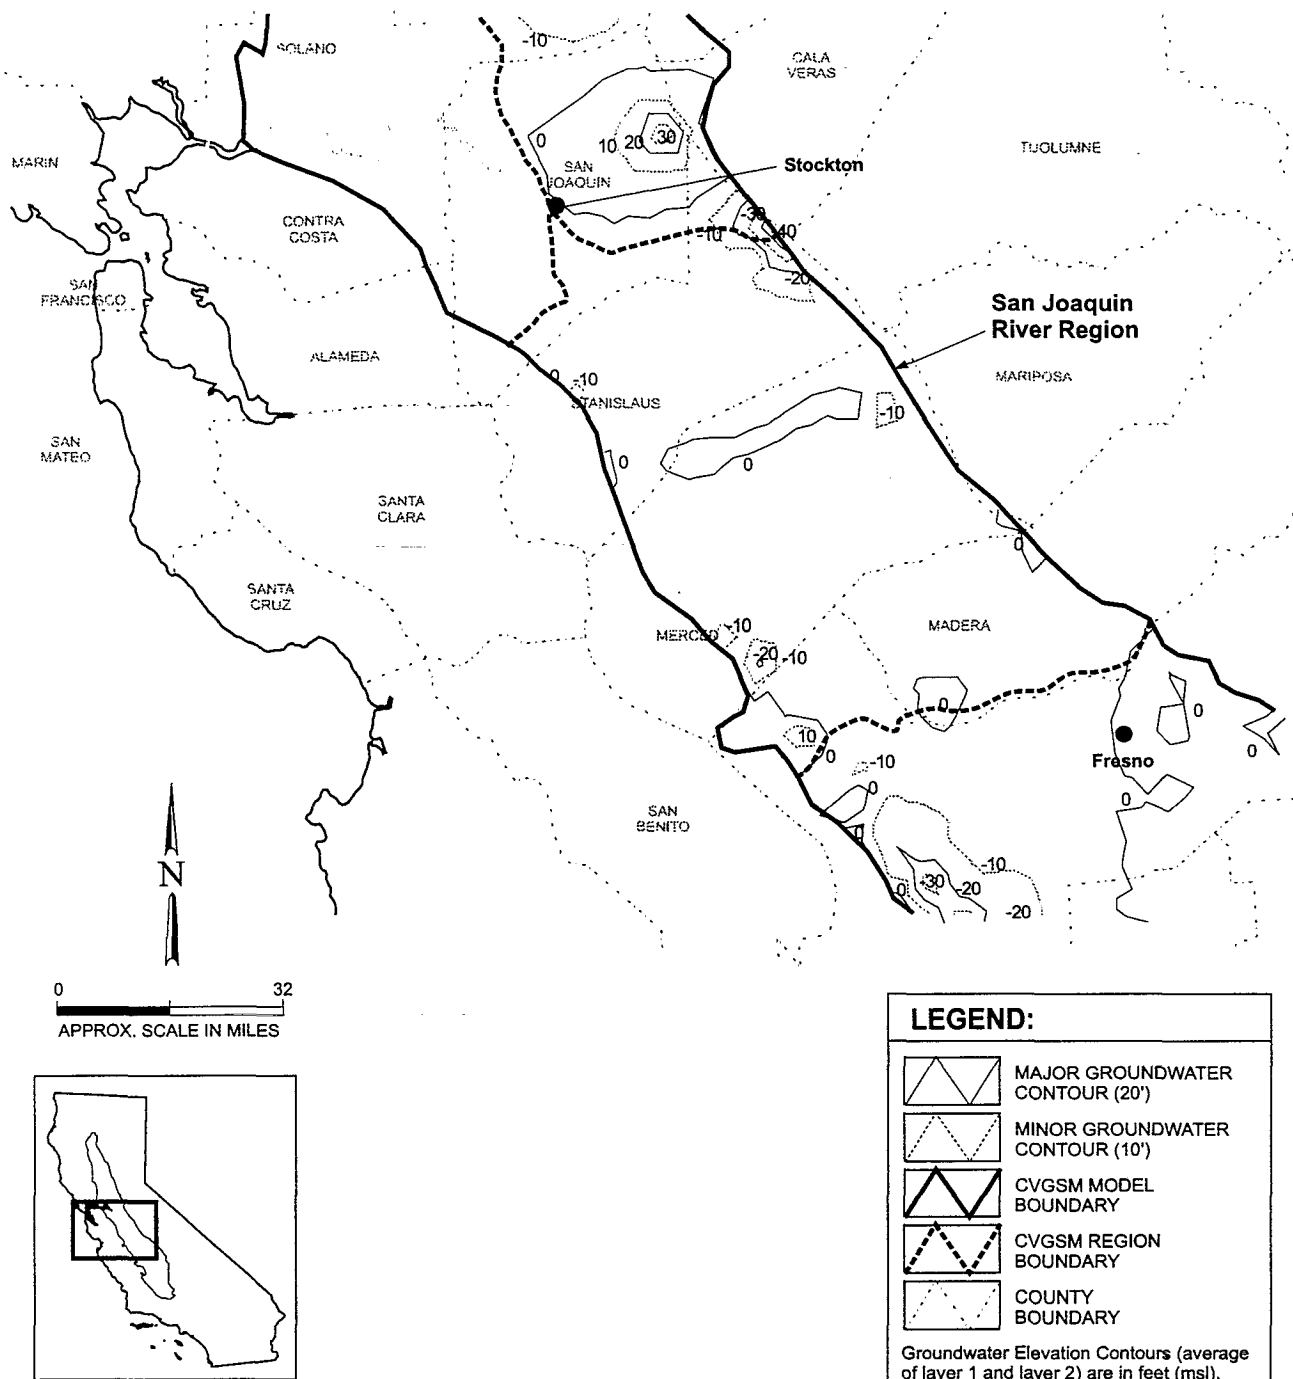 SOLANO
-10
CALA
VERAS
MARIN
0
10
20
30
TUOLUMNE
SAN
JOAQUIN
Stockton
CONTRA
COSTA
-30
-40
-10
-20
SAN
FRANCISCO
San Joaquin
River Region
ALAMEDA
MARIPOSA
0
-10
STANISLAUS
-10
SAN
MATEO
0
0
SANTA
CLARA
0
SANTA
CRUZ
MERCED
-10
MADERA
-20
-10
0
0
10
0
0
-10
Fresno
0
0
SAN
BENITO
0
-10
0
+30
-20
-20
N
0
32
APPROX. SCALE IN MILES
LEGEND:
MAJOR GROUNDWATER
CONTOUR (20')
MINOR GROUNDWATER
CONTOUR (10')
CVGSM MODEL
BOUNDARY
CVGSM REGION
BOUNDARY
COUNTY
BOUNDARY
Groundwater Elevation Contours (average
of layer 1 and layer 2) are in feet (msl).